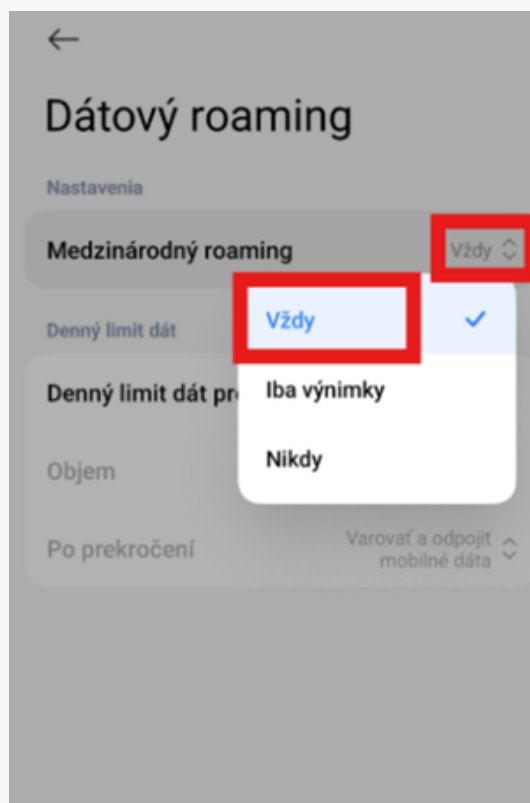 Dátový roaming
Nastavenia
Medzinárodný roaming
Vždy
Vždy
Denný limit dát
Denný limit dát pr
Iba výnimky
Nikdy
Objem
Po prekročení
Varovať a odpojiť
mobilné dáta